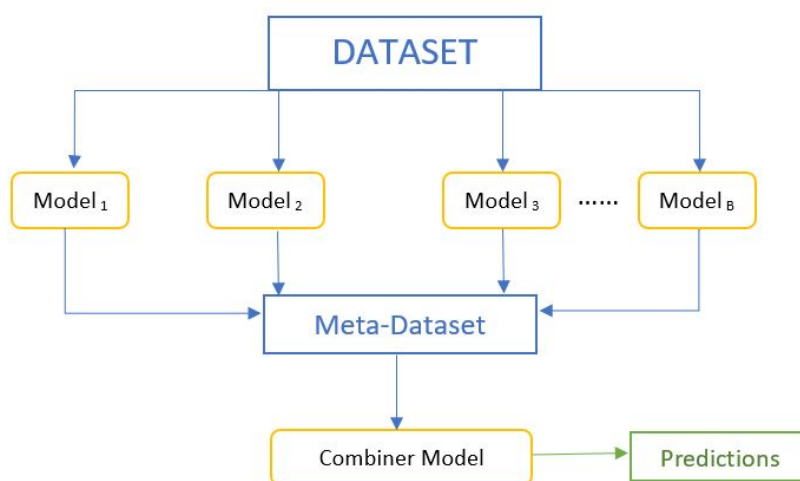 DATASET
Model 1
Model 2
Model 3
......
Model B
Meta-Dataset
Combiner Model
Predictions